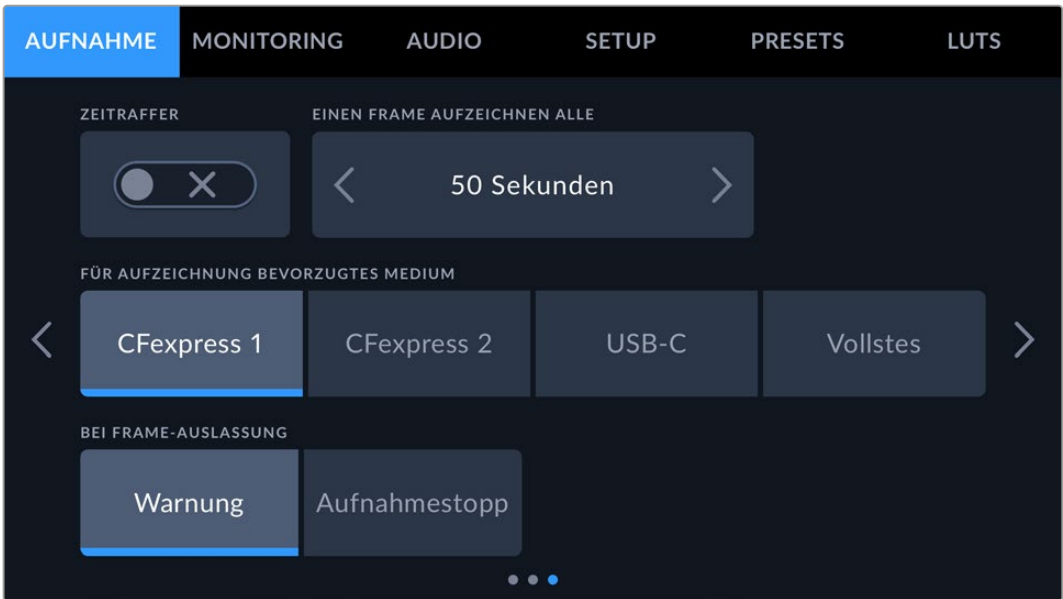 AUFNAHME MONITORING AUDIO SETUP PRESETS LUTS
ZEITRAFFER EINEN FRAME AUFZEICHNEN ALLE
50 Sekunden
FÜR AUFZEICHNUNG BEVORZUGTES MEDIUM
CFexpress 1 CFexpress 2 USB-C Vollstes
BEI FRAME-AUSLASSUNG
Warnung Aufnahmestopp